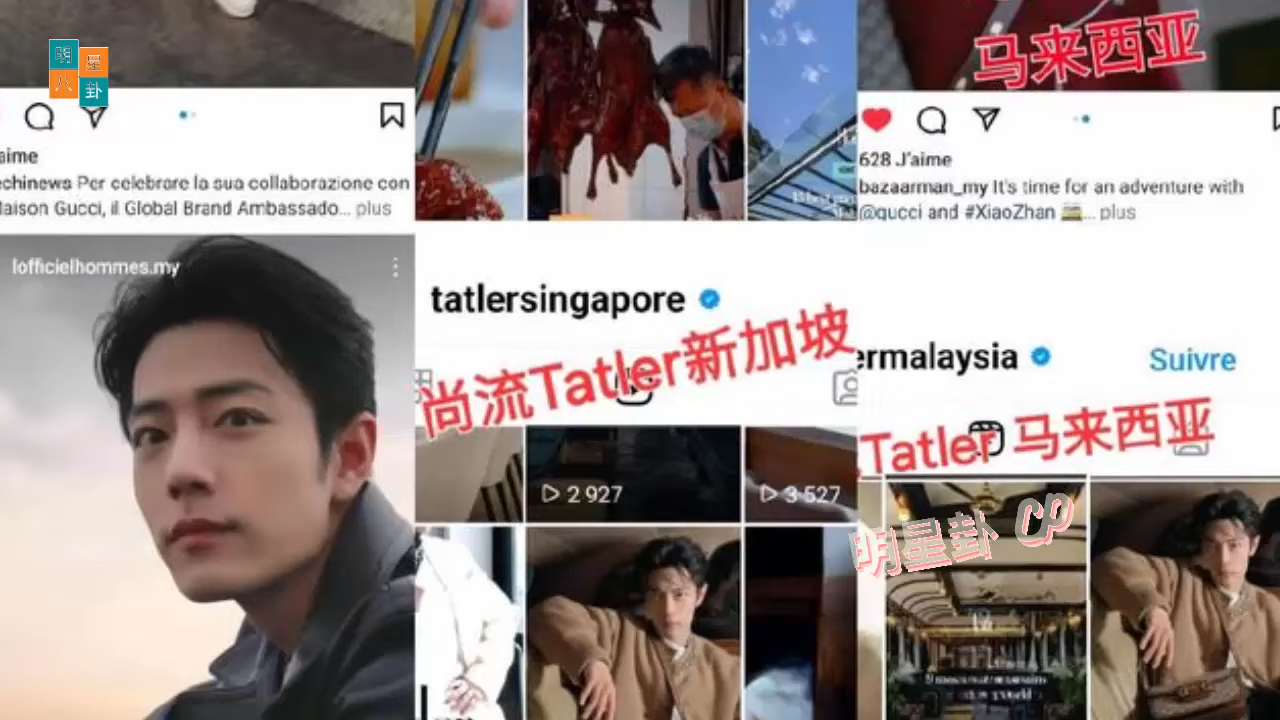 明星
八卦
aime
echinews Per celebrare la sua collaborazione con
Maison Gucci, il Global Brand Ambassado... plus
lofficielhommes.my
tatlersingapore
尚流Tatler新加坡
2 927
3 527
马来西亚
628 J'aime
bazaarman_my It's time for an adventure with
@gucci and #XiaoZhan ... plus
ermalaysia
Suivre
Tatler 马来西亚
明星卦 CP